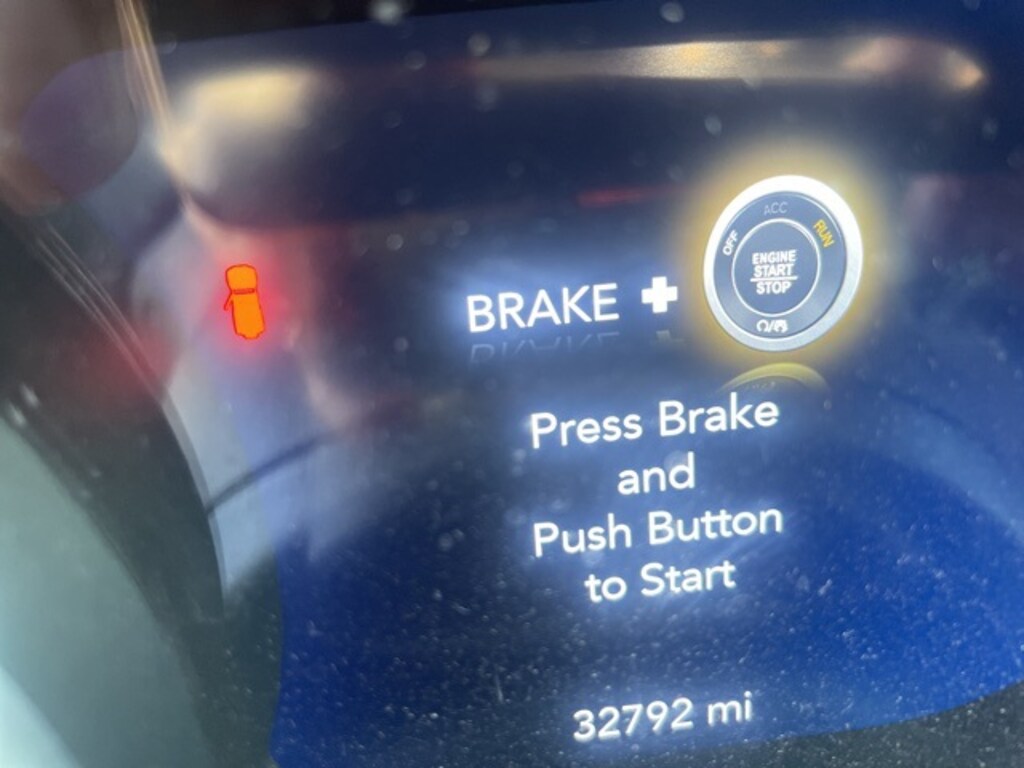 ACC
OFF
RUN
ENGINE
START
STOP
BRAKE +
Press Brake
and
Push Button
to Start
32792 mi